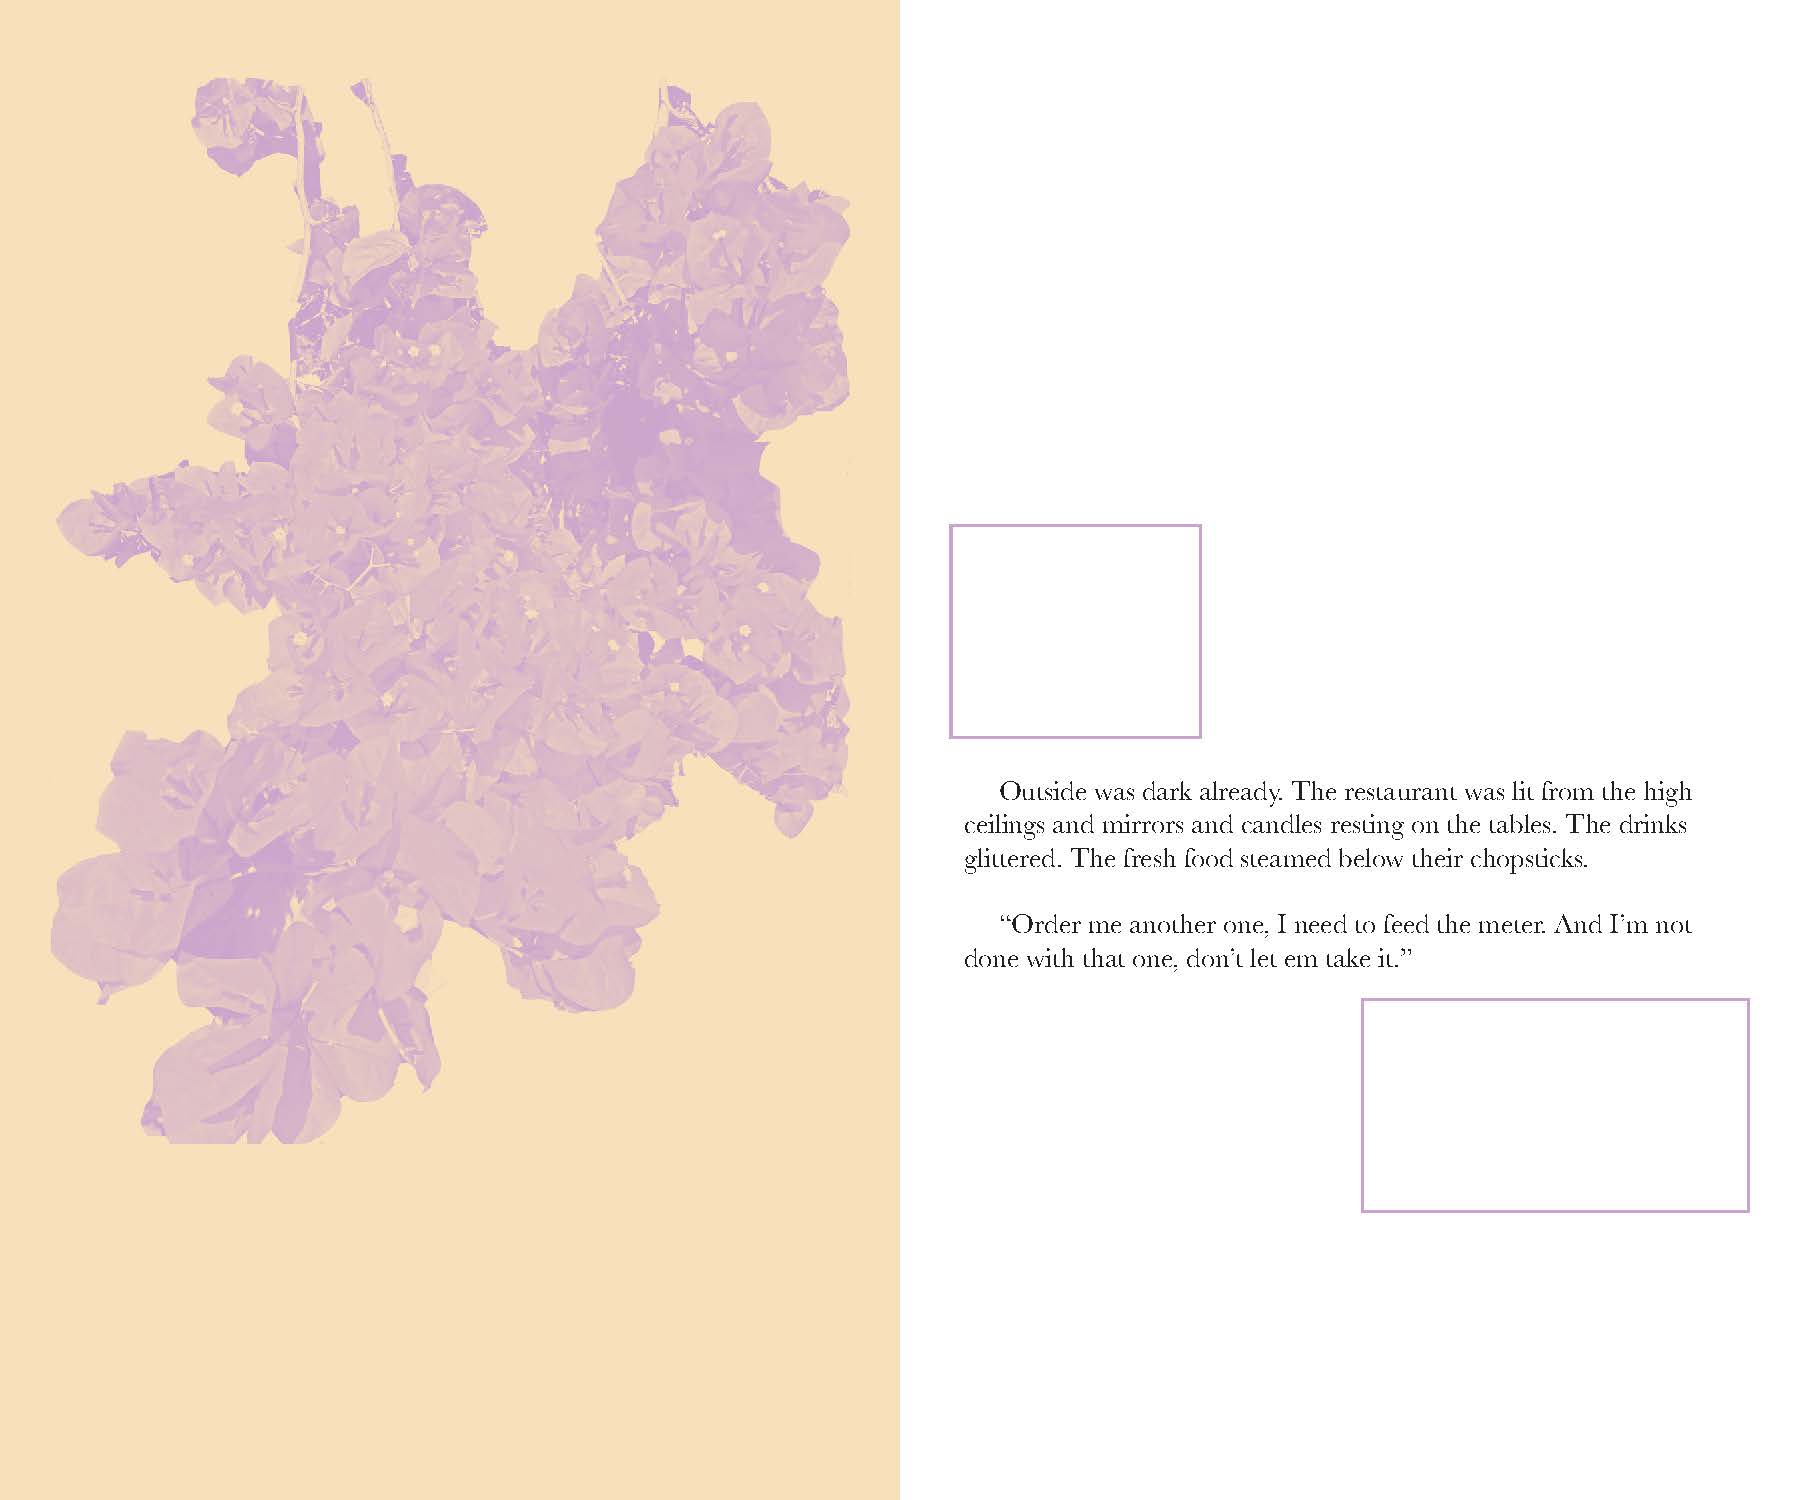 Outside was dark already. The restaurant was lit from the high
ceilings and mirrors and candles resting on the tables. The drinks
glittered. The fresh food steamed below their chopsticks.
“Order me another one, I need to feed the meter. And I’m not
done with that one, don’t let em take it.”